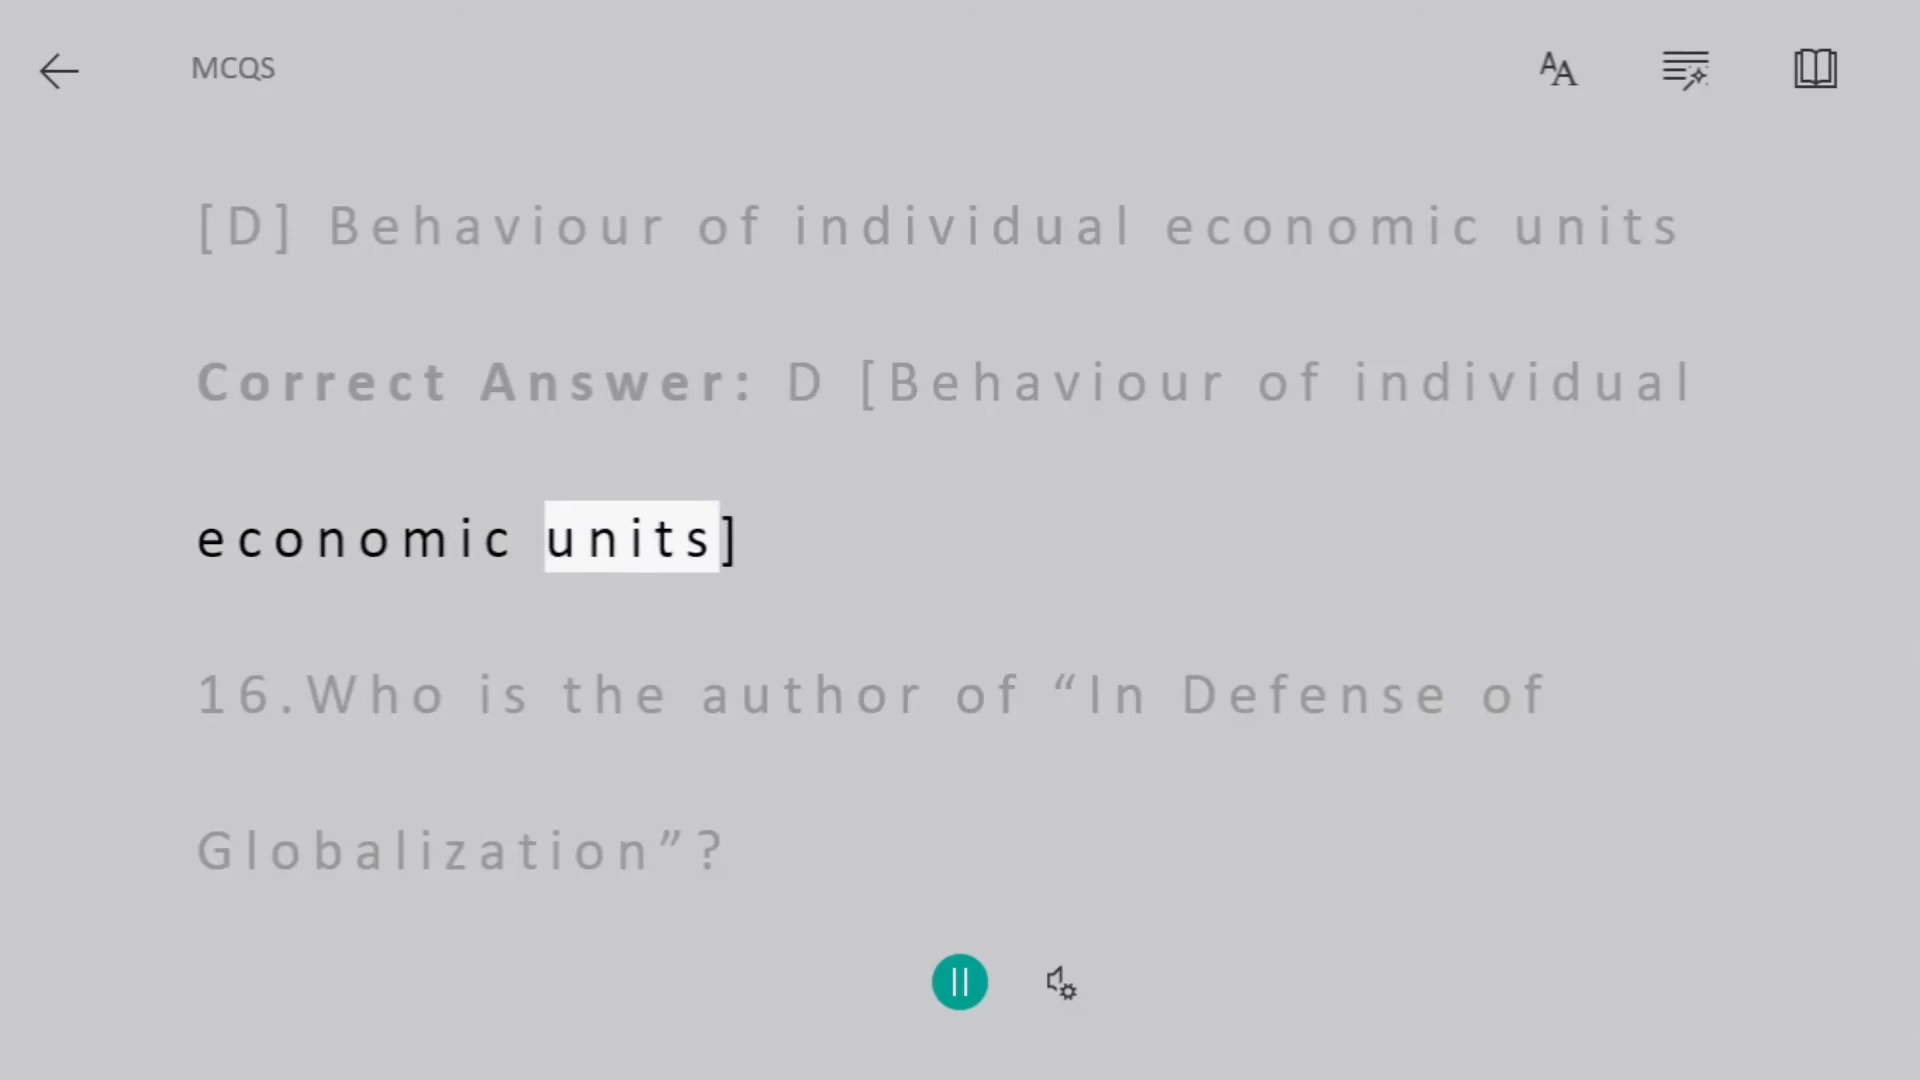 MCQS
[D] Behaviour of individual economic units
Correct Answer: D [Behaviour of individual
economic units]
16.Who is the author of “In Defense of
Globalization”?